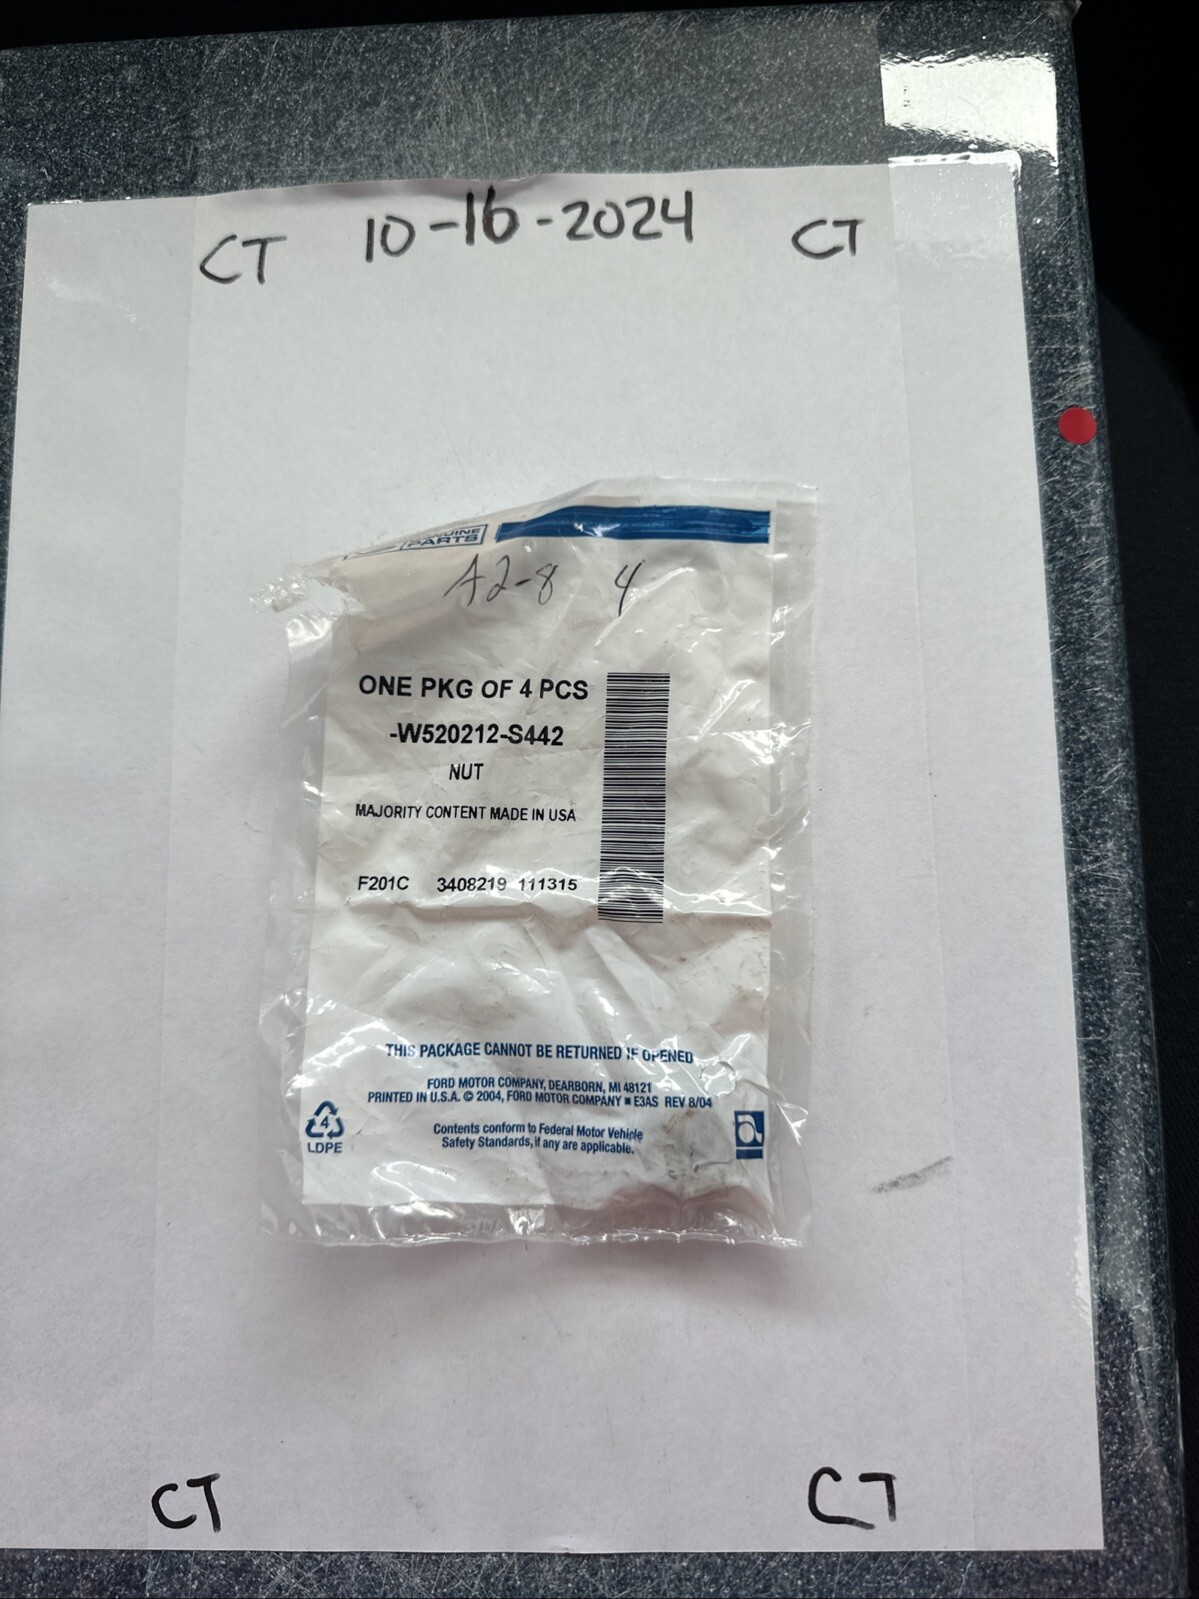 CT 10-16-2024 CT
PARTS
A2-8 4
ONE PKG OF 4 PCS
-W520212-S442
NUT
MAJORITY CONTENT MADE IN USA
F201C 3408219 111315
THIS PACKAGE CANNOT BE RETURNED IF OPENED
FORD MOTOR COMPANY, DEARBORN, MI 48121
PRINTED IN U.S.A. © 2004, FORD MOTOR COMPANY ■ E3AS REV 8/04
Contents conform to Federal Motor Vehicle
Safety Standards, if any are applicable.
4
LDPE
CT CT